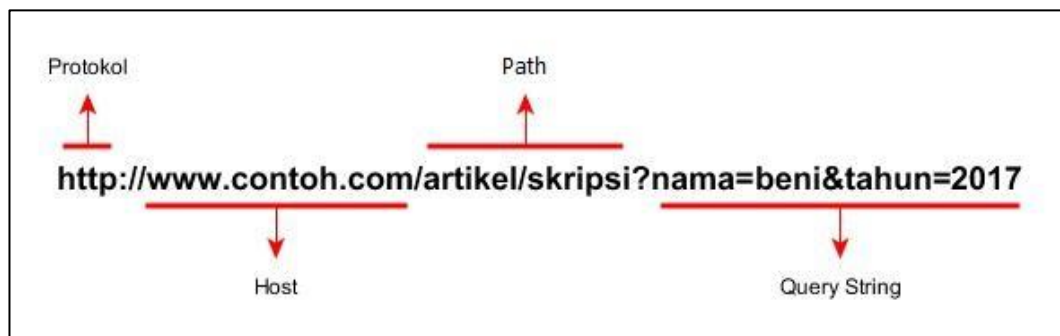 Protokol
Path
http://www.contoh.com/artikel/skripsi?nama=beni&tahun=2017
Host
Query String